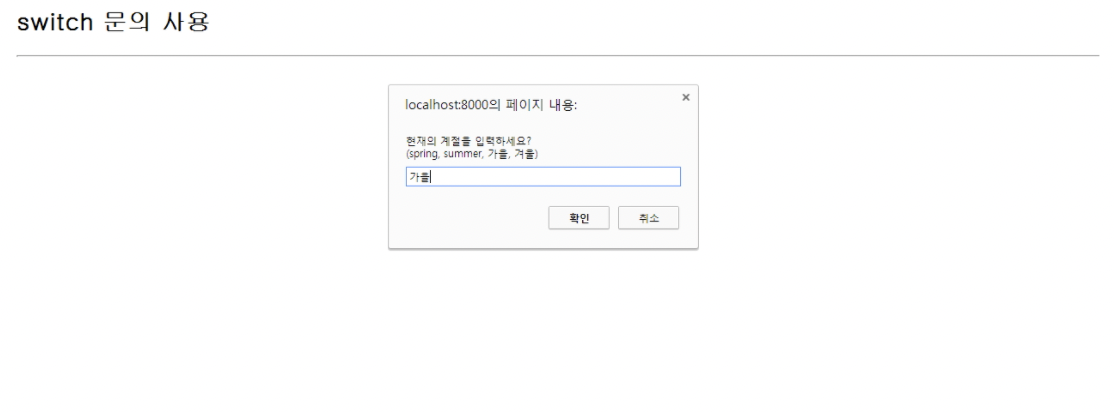 switch 문의 사용
localhost:8000의 페이지 내용:
현재의 계절을 입력하세요?
(spring, summer, 가을, 겨울)
가을
확인 취소